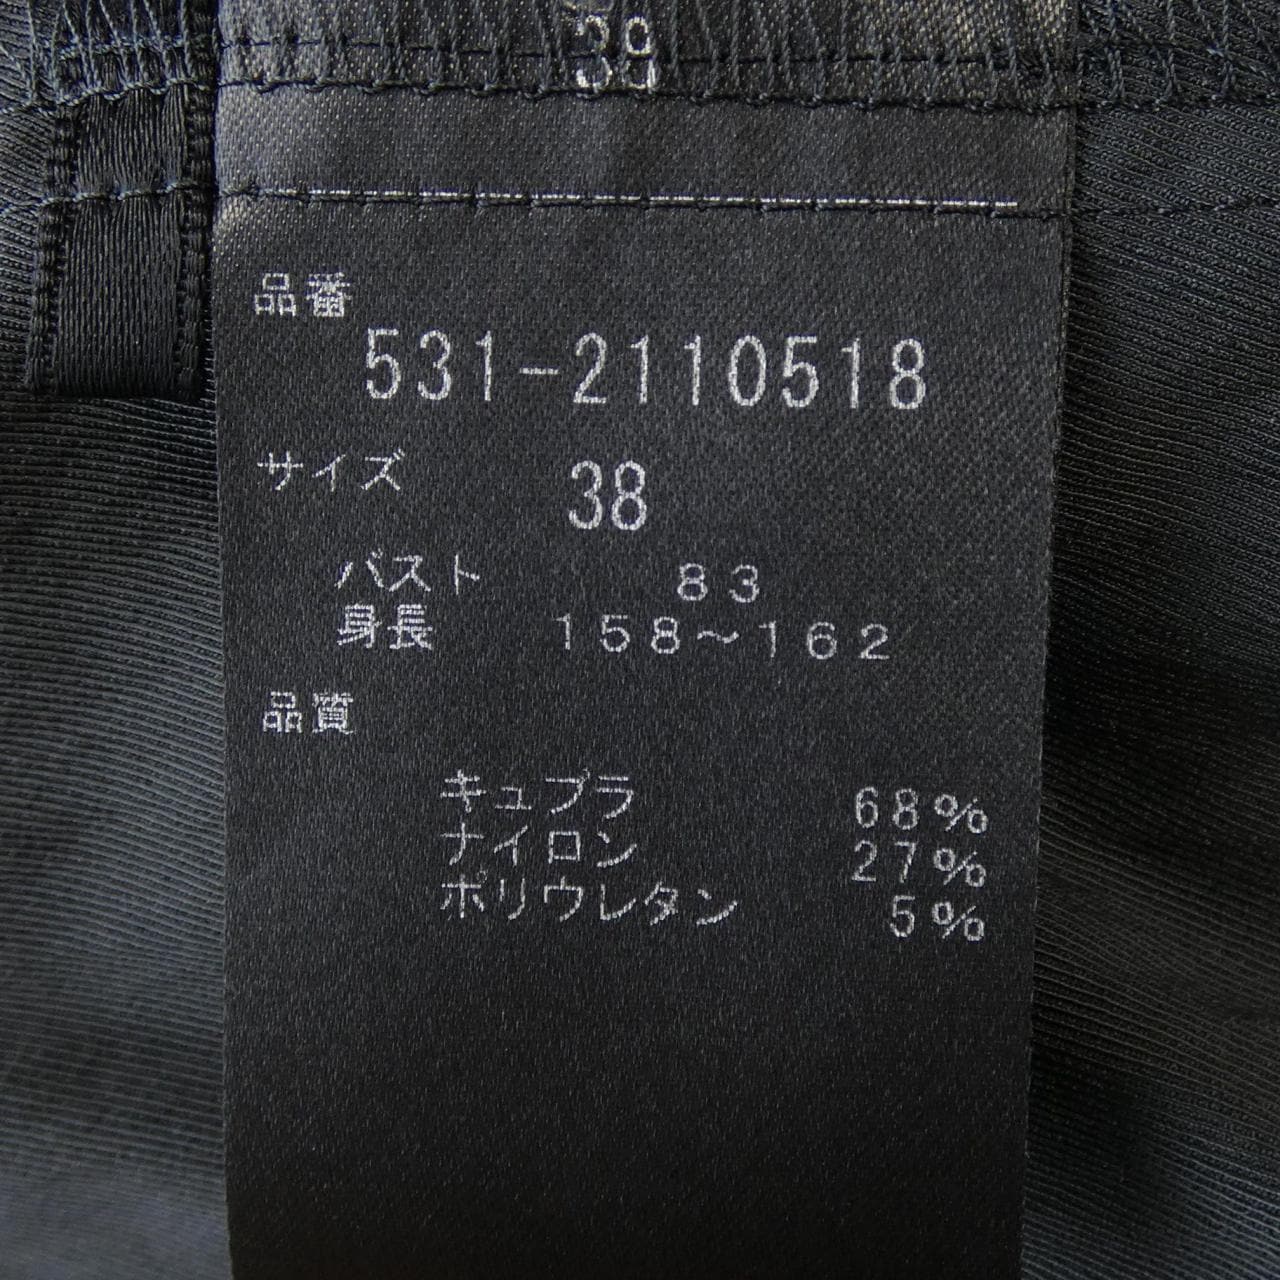 38
品番
531-2110518
サイズ 38
バスト 83
身長 158～162
品質
キュプラ 68%
ナイロン 27%
ポリウレタン 5%